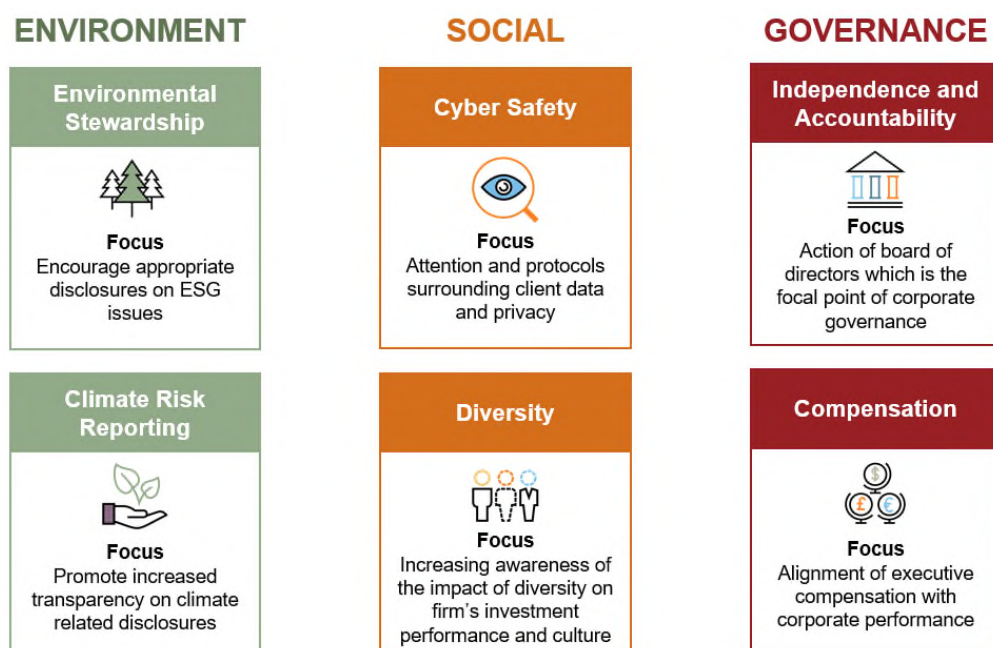 ENVIRONMENT
Environmental
Stewardship
Focus
Encourage appropriate
disclosures on ESG
issues
Climate Risk
Reporting
Focus
Promote increased
transparency on climate
related disclosures
SOCIAL
Cyber Safety
Focus
Attention and protocols
surrounding client data
and privacy
Diversity
Focus
Increasing awareness of
the impact of diversity on
firm's investment
performance and culture
GOVERNANCE
Independence and
Accountability
Focus
Action of board of
directors which is the
focal point of corporate
governance
Compensation
$
£
€
Focus
Alignment of executive
compensation with
corporate performance